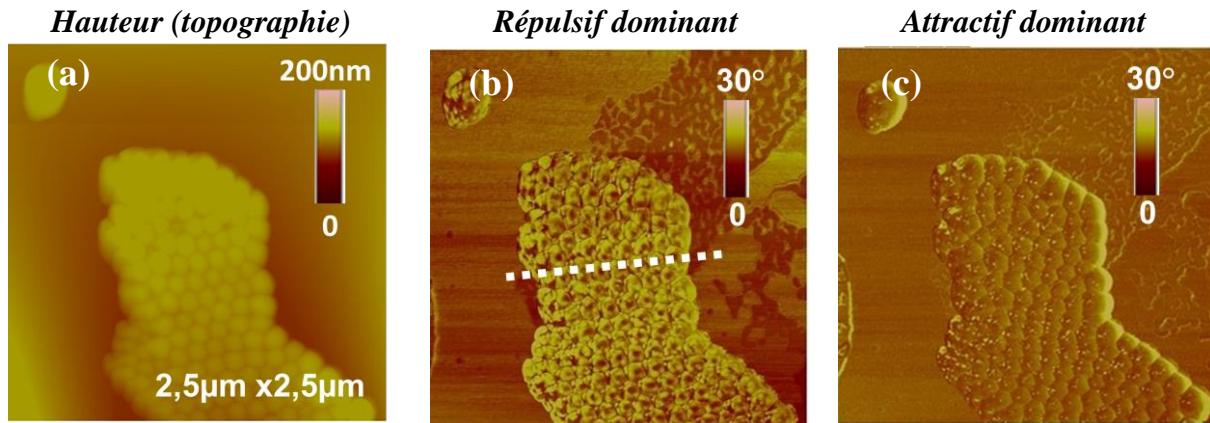 Hauteur (topographie)
Répulsif dominant
Attractif dominant
(a)
200nm
0
2,5µm x2,5µm
(b)
30°
0
(c)
30°
0